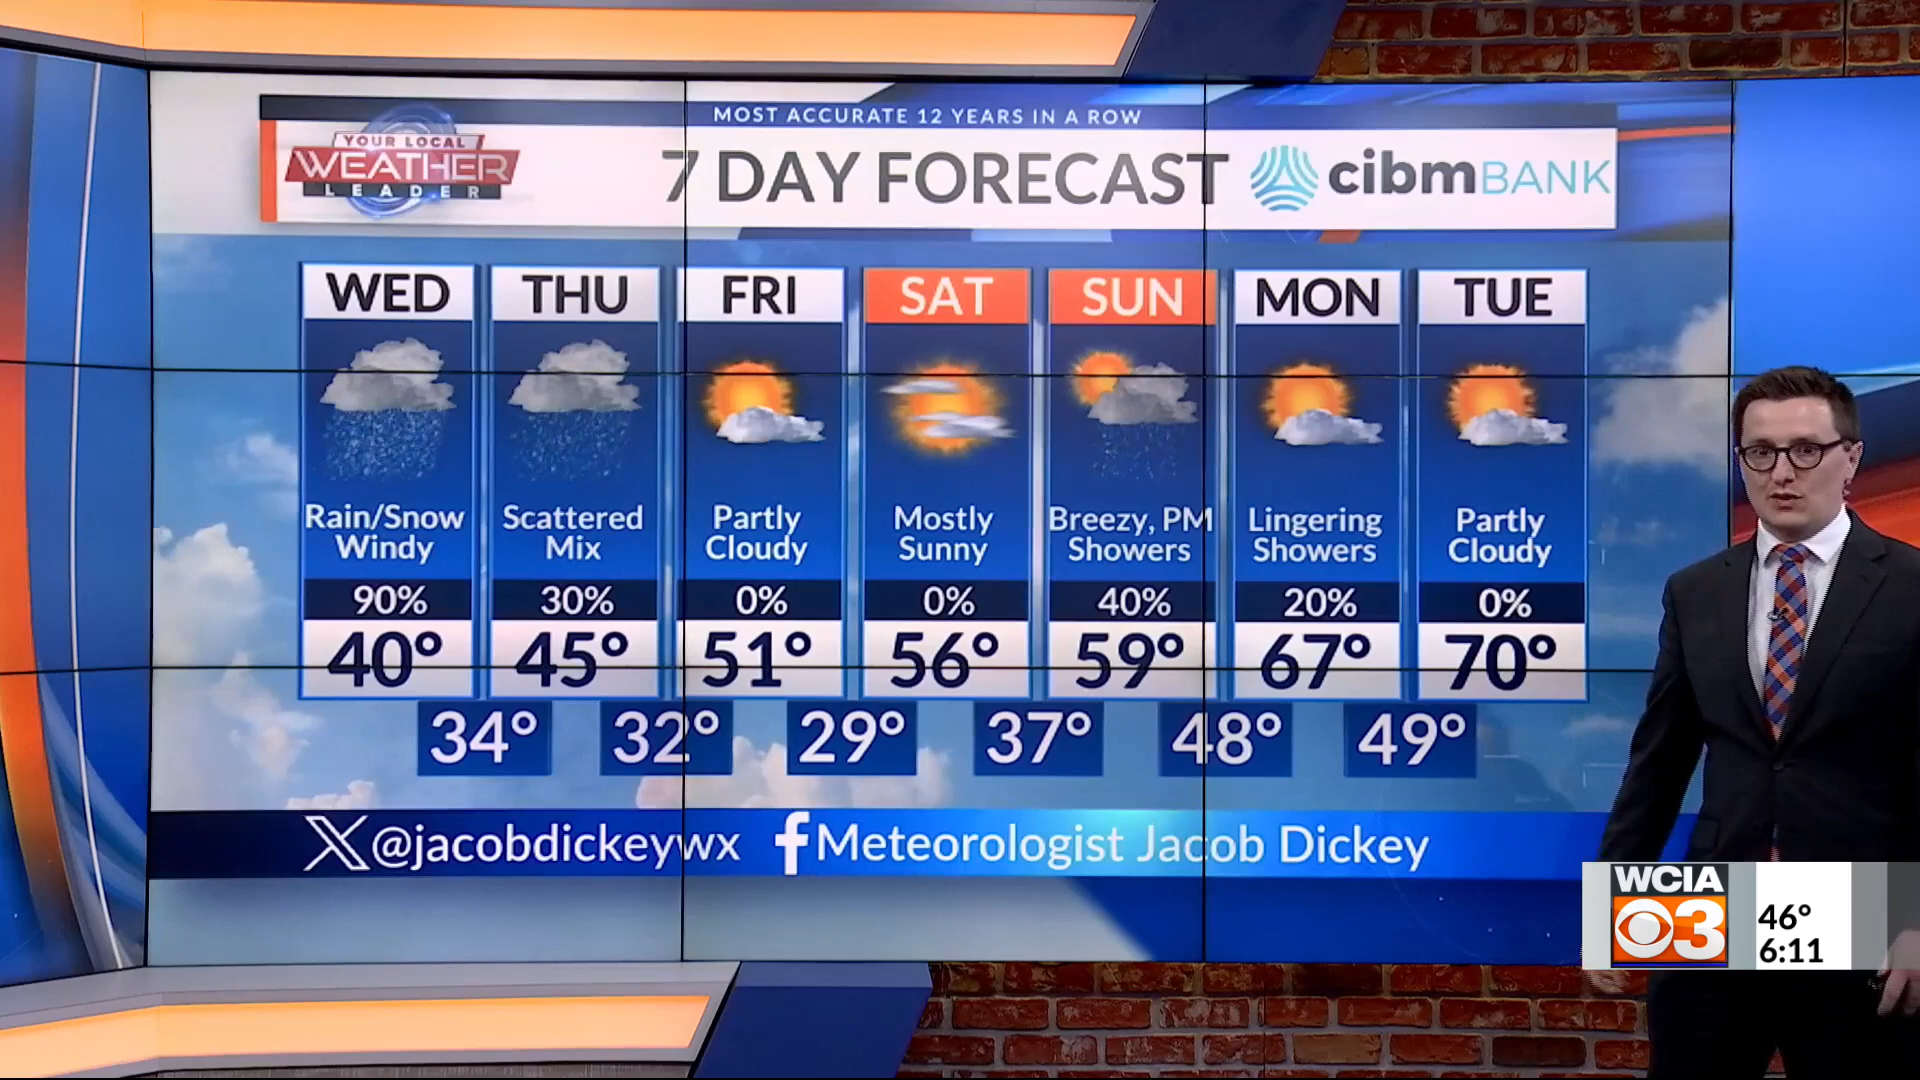 MOST ACCURATE 12 YEARS IN A ROW
YOUR LOCAL
WEATHER
LEADER
7 DAY FORECAST
cibmBANK
WED THU FRI SAT SUN MON TUE
Rain/Snow Windy
Scattered Mix
Partly Cloudy
Mostly Sunny
Breezy, PM Showers
Lingering Showers
Partly Cloudy
90% 30% 0% 0% 40% 20% 0%
40° 45° 51° 56° 59° 67° 70°
34° 32° 29° 37° 48° 49°
@jacobdickeywx Meteorologist Jacob Dickey
WCIA
3
46°
6:11